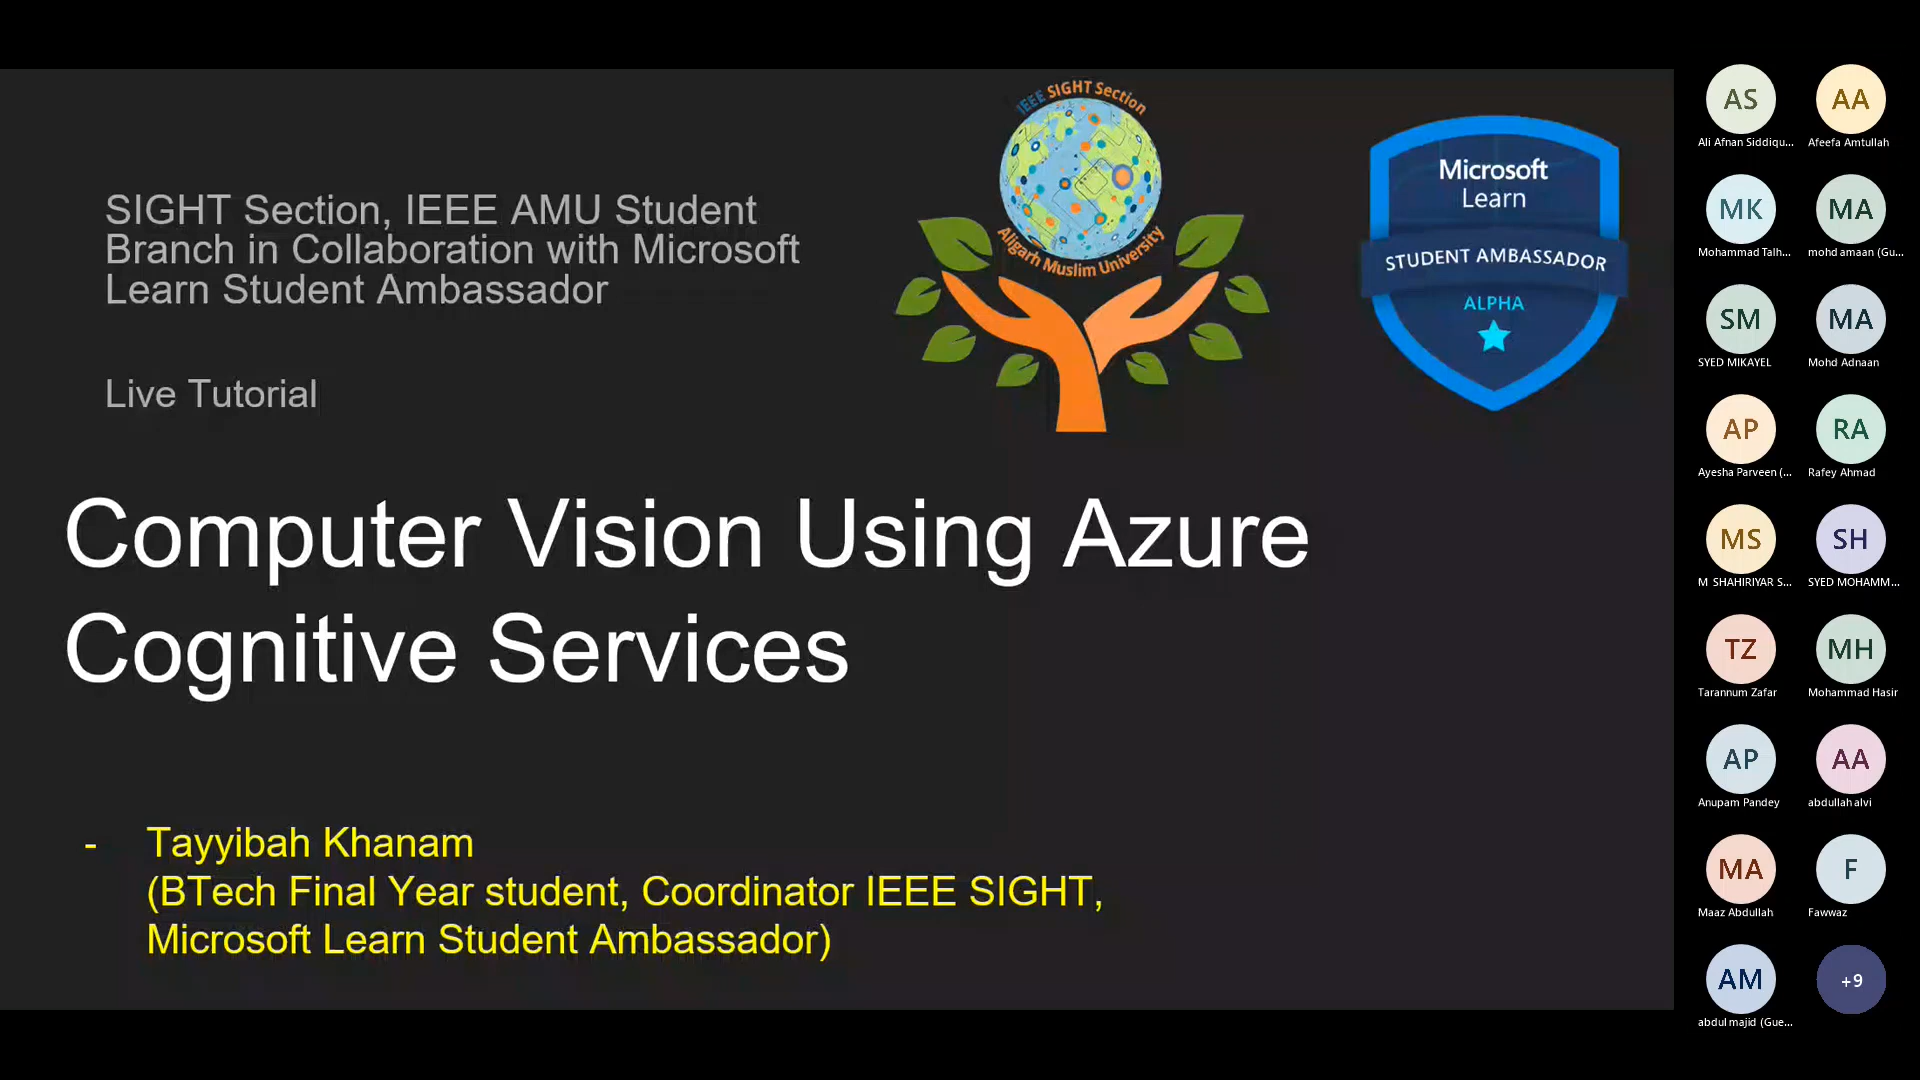 IEEE SIGHT Section
Aligarh Muslim University
Microsoft
Learn
STUDENT AMBASSADOR
ALPHA
SIGHT Section, IEEE AMU Student
Branch in Collaboration with Microsoft
Learn Student Ambassador
Live Tutorial
Computer Vision Using Azure
Cognitive Services
- Tayyibah Khanam
(BTech Final Year student, Coordinator IEEE SIGHT,
Microsoft Learn Student Ambassador)
AS
Ali Afnan Siddiqu...
AA
Afeefa Amtullah
MK
Mohammad Talh...
MA
mohd amaan (Gu...
SM
SYED MIKAYEL
MA
Mohd Adnaan
AP
Ayesha Parveen (...
RA
Rafey Ahmad
MS
M SHAHIRIYAR S...
SH
SYED MOHAMM...
TZ
Tarannum Zafar
MH
Mohammad Hasir
AP
Anupam Pandey
AA
abdullah alvi
MA
Maaz Abdullah
F
Fawwaz
AM
abdul majid (Gue...
+9